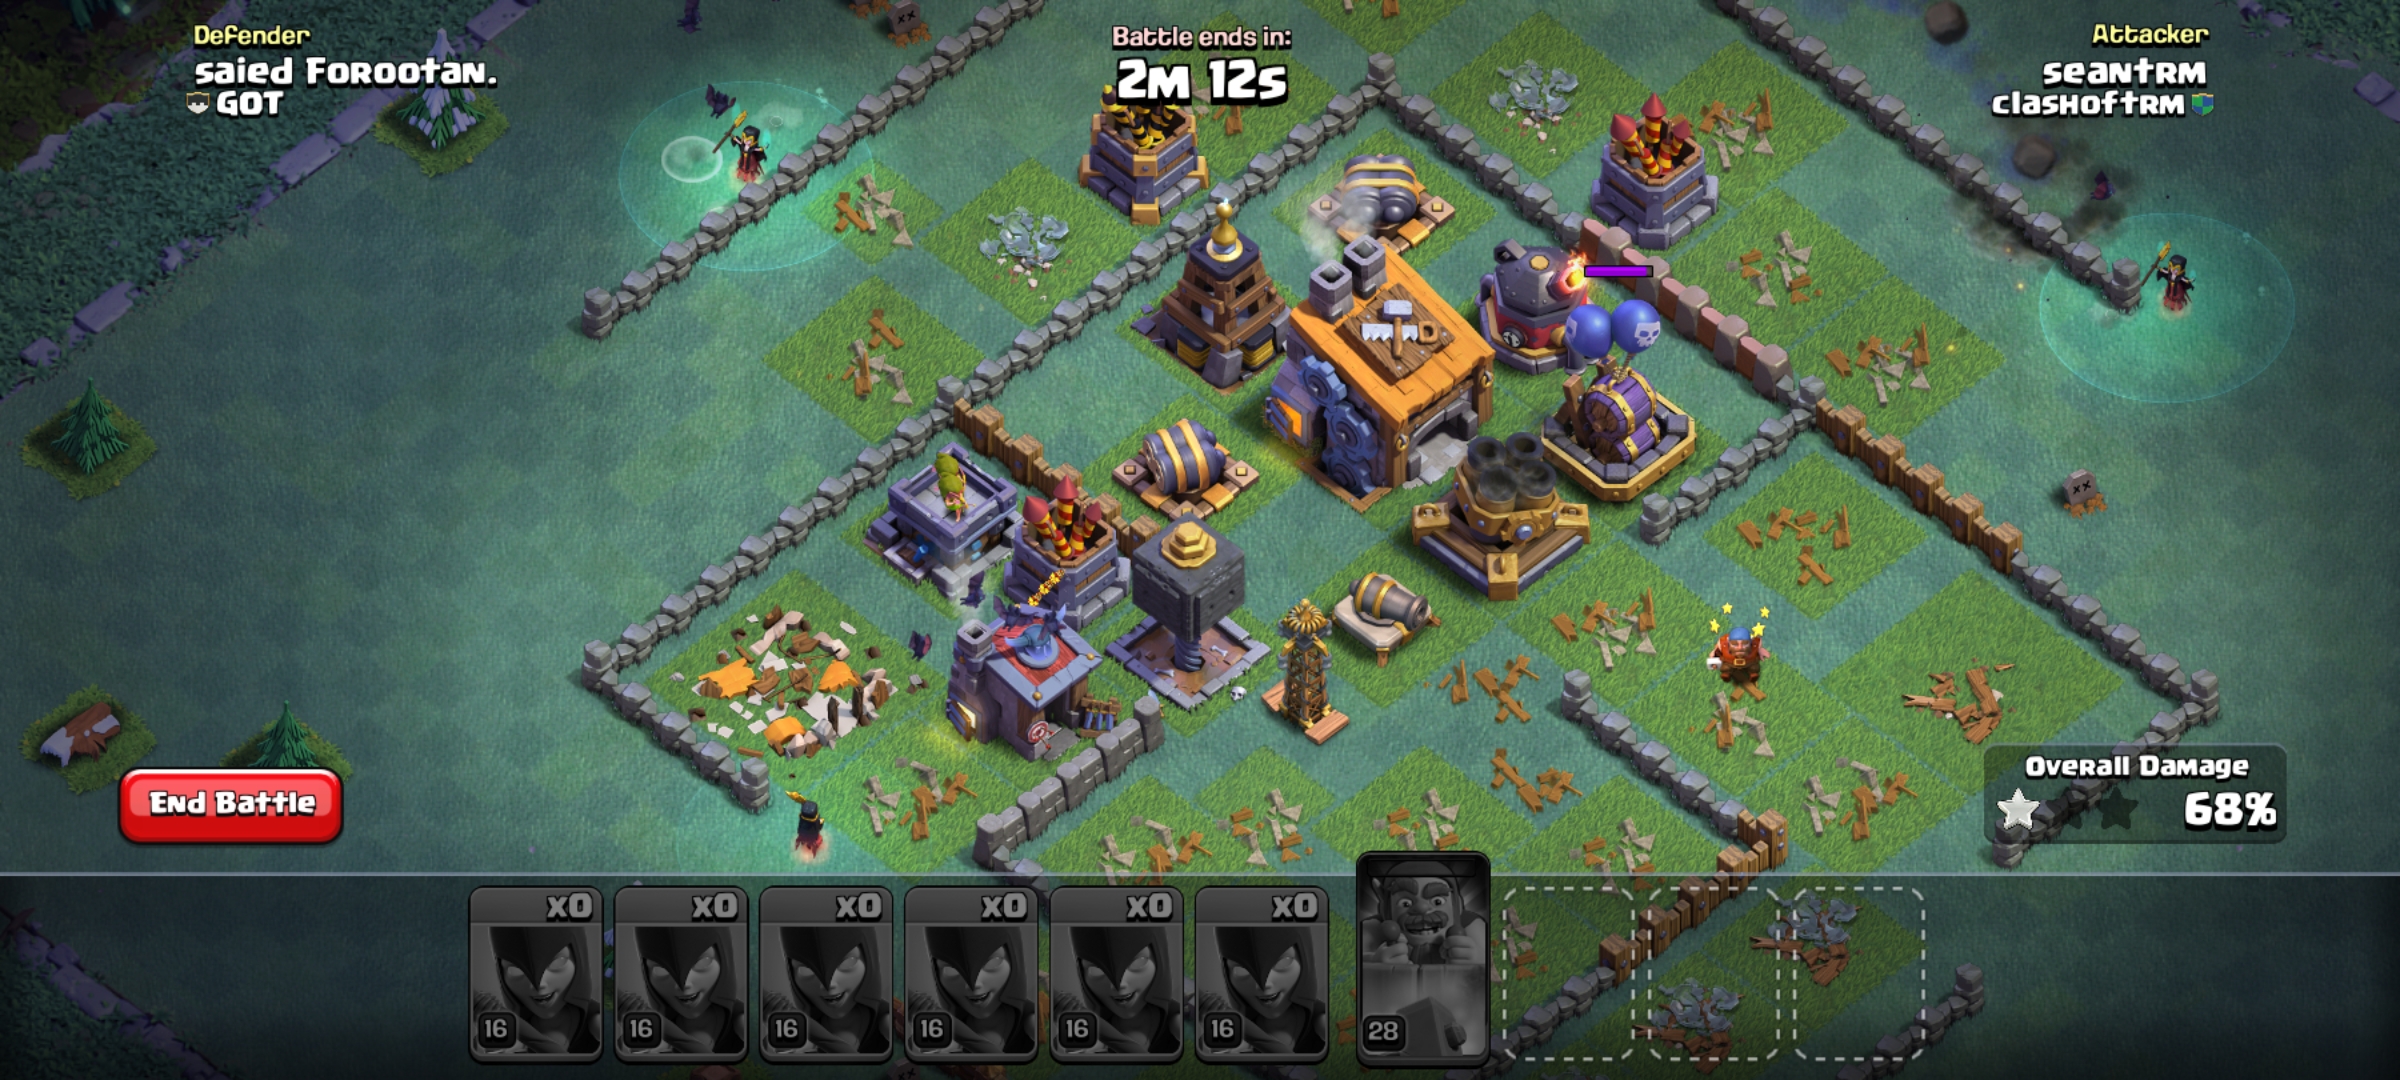 Defender
saied Forootan.
GOT
Battle ends in:
2M 12s
Attacker
seantRM
clashoftRM
End Battle
Overall Damage
68%
x0
x0
x0
x0
x0
x0
16
16
16
16
16
16
28